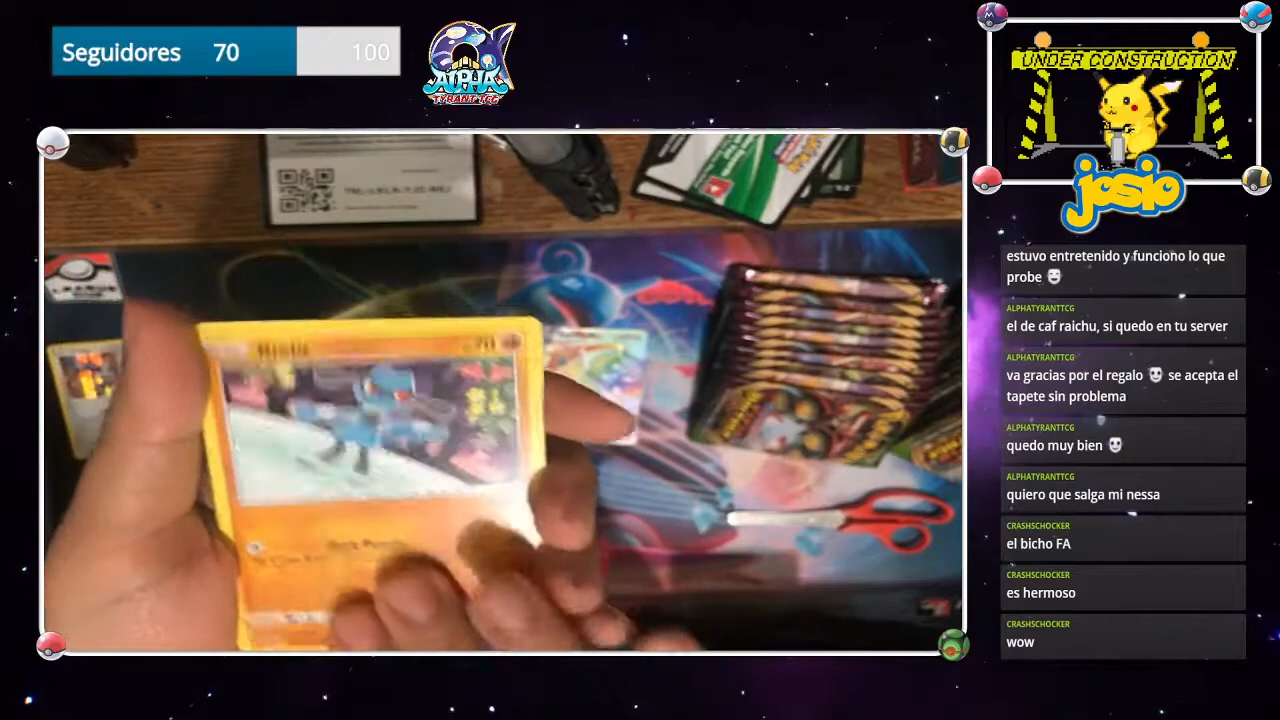 Seguidores 70 100
ALPHA
TYRANT TCG
UNDER CONSTRUCTION
josio
estuvo entretenido y funciono lo que
probe
ALPHATYRANTTCG
el de caf raichu, si quedo en tu server
ALPHATYRANTTCG
va gracias por el regalo se acepta el
tapete sin problema
ALPHATYRANTTCG
quedo muy bien
ALPHATYRANTTCG
quiero que salga mi nessa
CRASHSCHOCKER
el bicho FA
CRASHSCHOCKER
es hermoso
CRASHSCHOCKER
wow